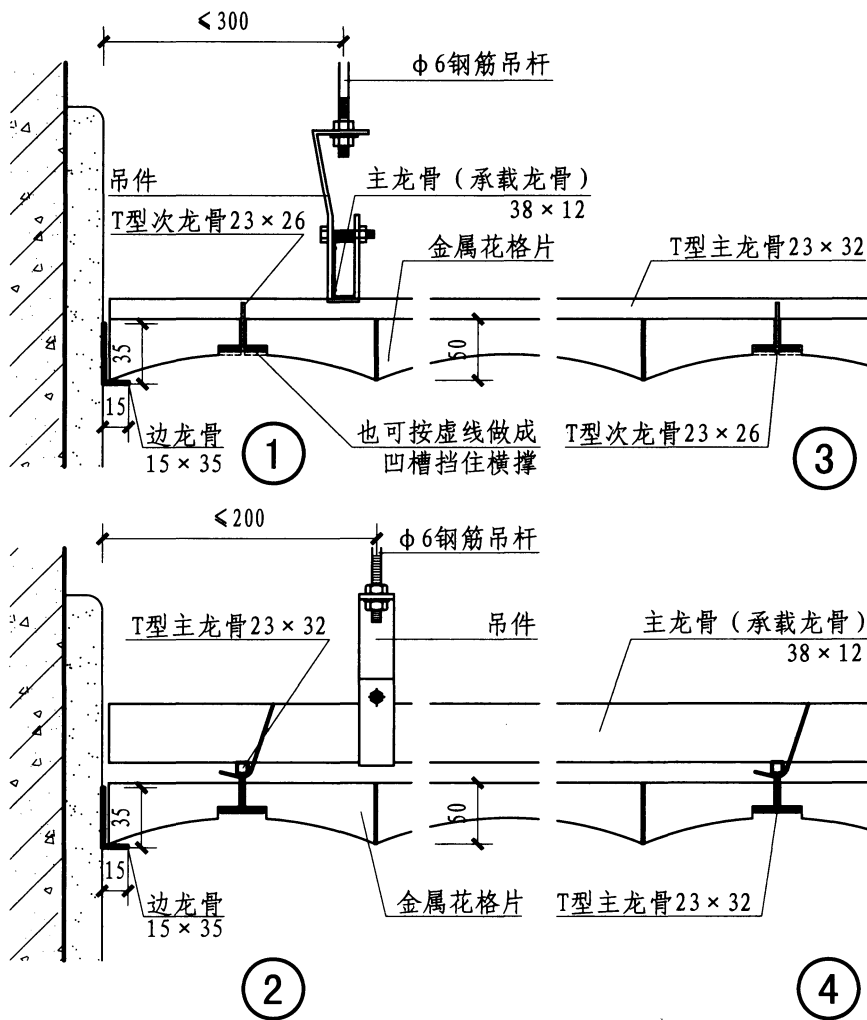 ≤300
φ6钢筋吊杆
吊件
主龙骨（承载龙骨）
38×12
T型次龙骨23×26
金属花格片
T型主龙骨23×32
35
50
15
边龙骨
15×35
也可按虚线做成
凹槽挡住横撑
T型次龙骨23×26
①
③
≤200
φ6钢筋吊杆
T型主龙骨23×32
吊件
主龙骨（承载龙骨）
38×12
35
50
15
边龙骨
15×35
金属花格片
T型主龙骨23×32
②
④